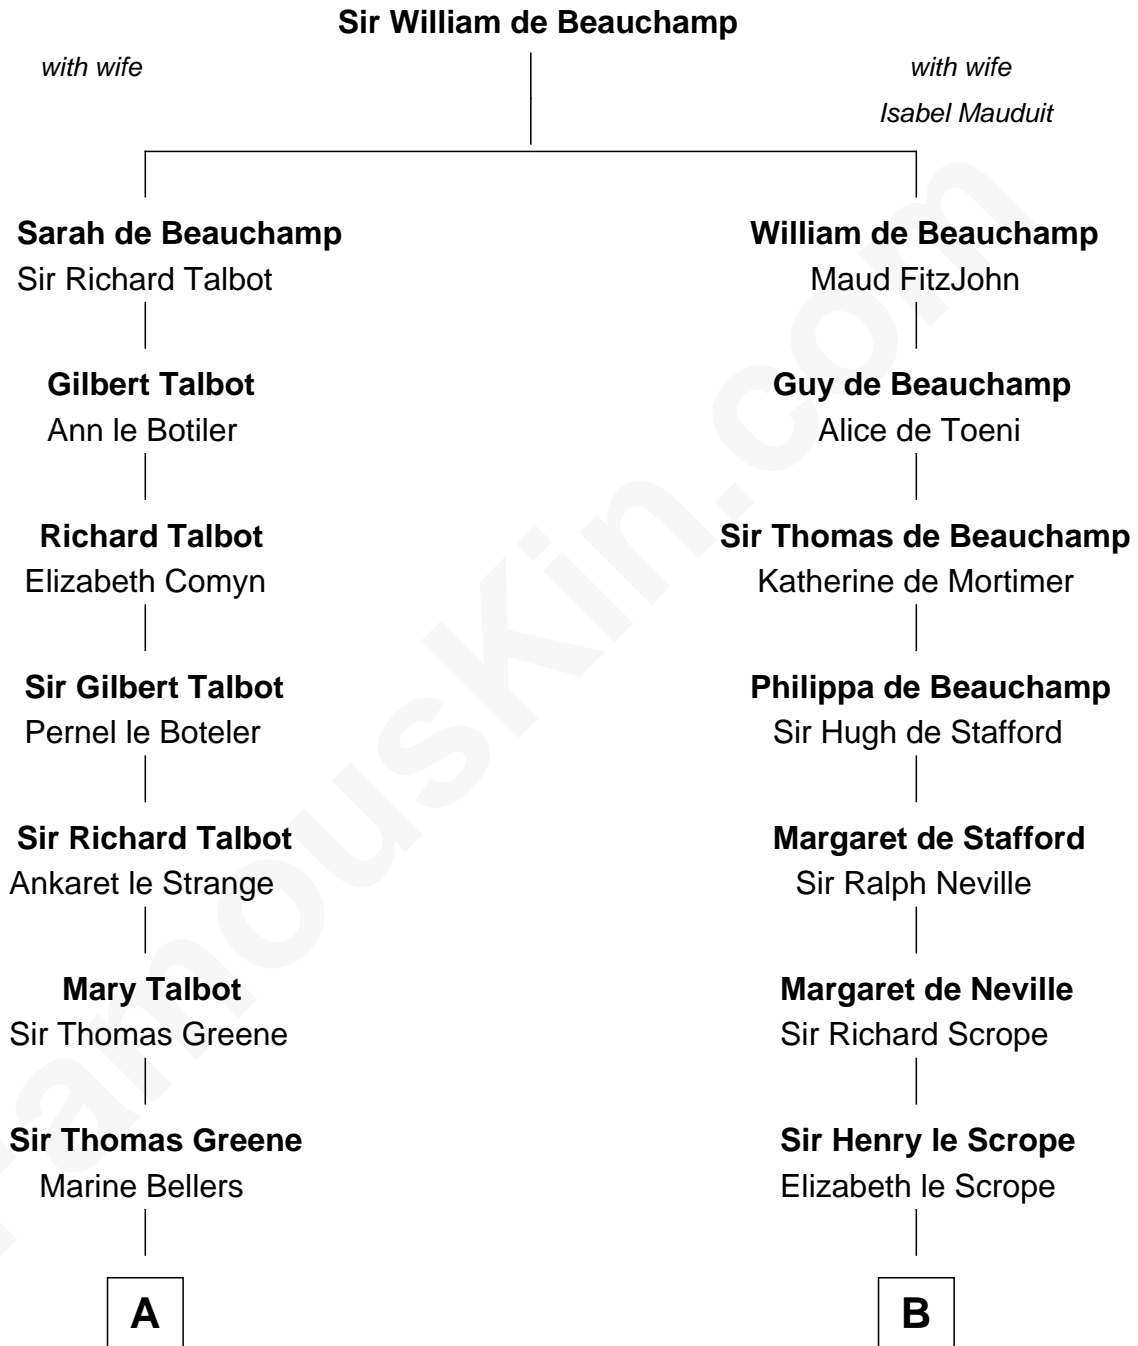 Sir William de Beauchamp
with wife
with wife
Isabel Mauduit
Sarah de Beauchamp
Sir Richard Talbot
William de Beauchamp
Maud FitzJohn
Gilbert Talbot
Ann le Botiler
Guy de Beauchamp
Alice de Toeni
Richard Talbot
Elizabeth Comyn
Sir Thomas de Beauchamp
Katherine de Mortimer
Sir Gilbert Talbot
Pernel le Boteler
Philippa de Beauchamp
Sir Hugh de Stafford
Sir Richard Talbot
Ankaret le Strange
Margaret de Stafford
Sir Ralph Neville
Mary Talbot
Sir Thomas Greene
Margaret de Neville
Sir Richard Scrope
Sir Thomas Greene
Marine Bellers
Sir Henry le Scrope
Elizabeth le Scrope
A
B
FamousKin.com